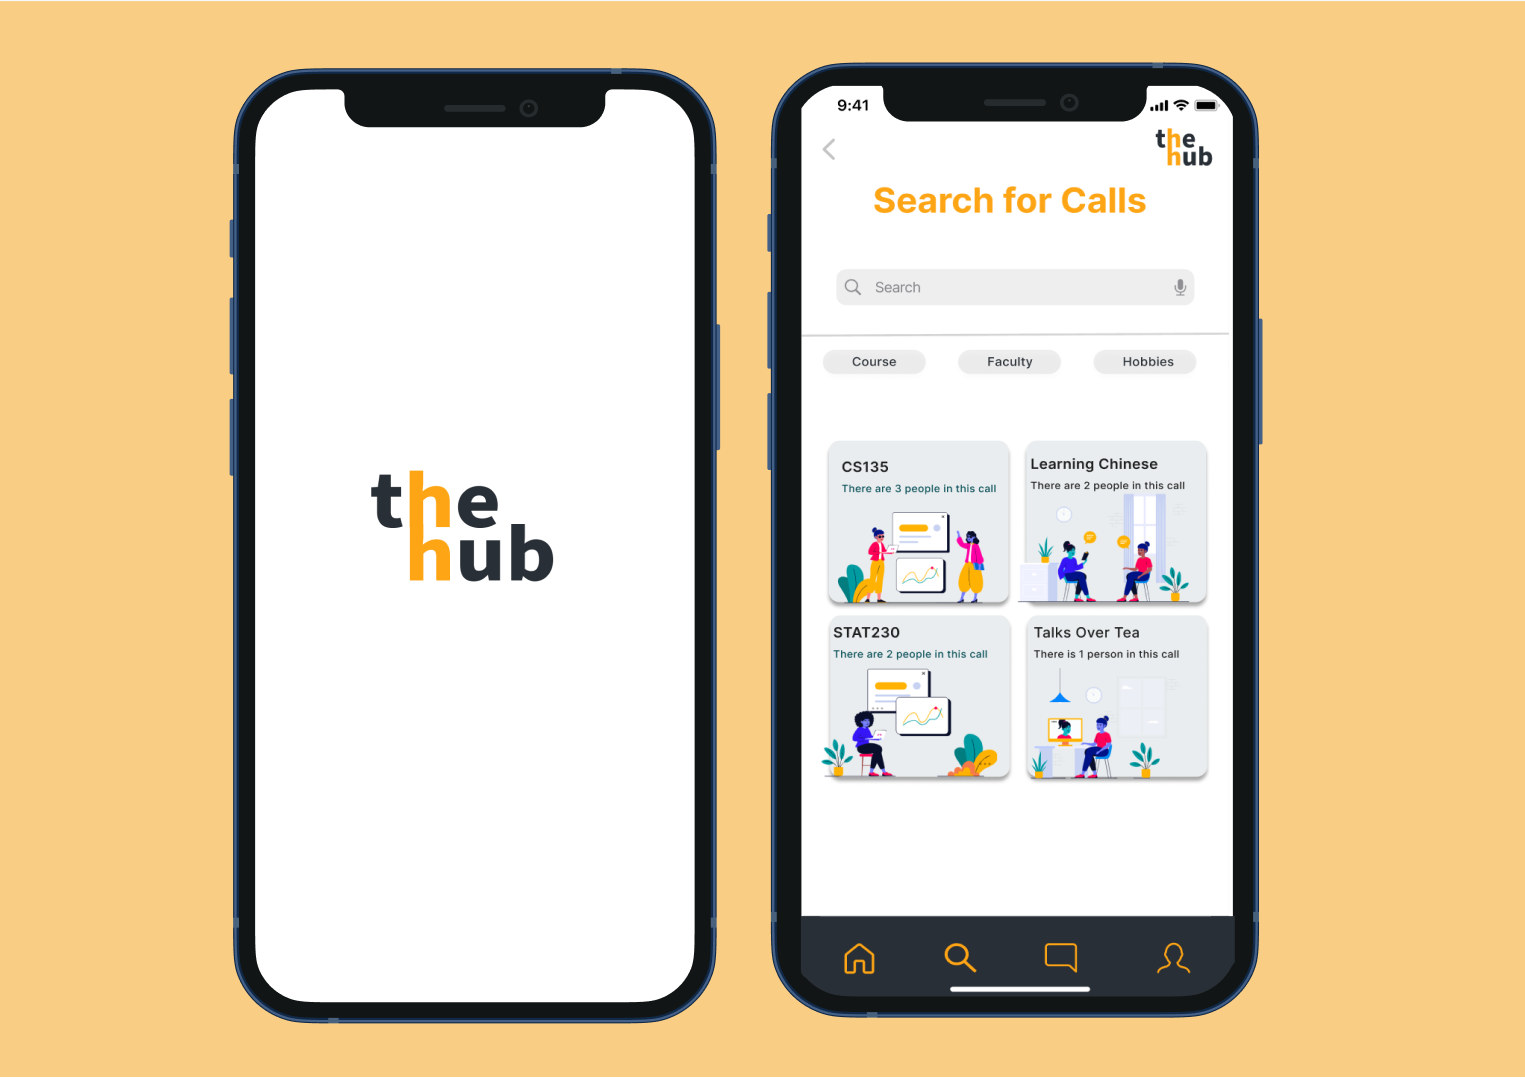 the
hub
9:41
the
hub
Search for Calls
Search
Course
Faculty
Hobbies
CS135
There are 3 people in this call
Learning Chinese
There are 2 people in this call
STAT230
There are 2 people in this call
Talks Over Tea
There is 1 person in this call